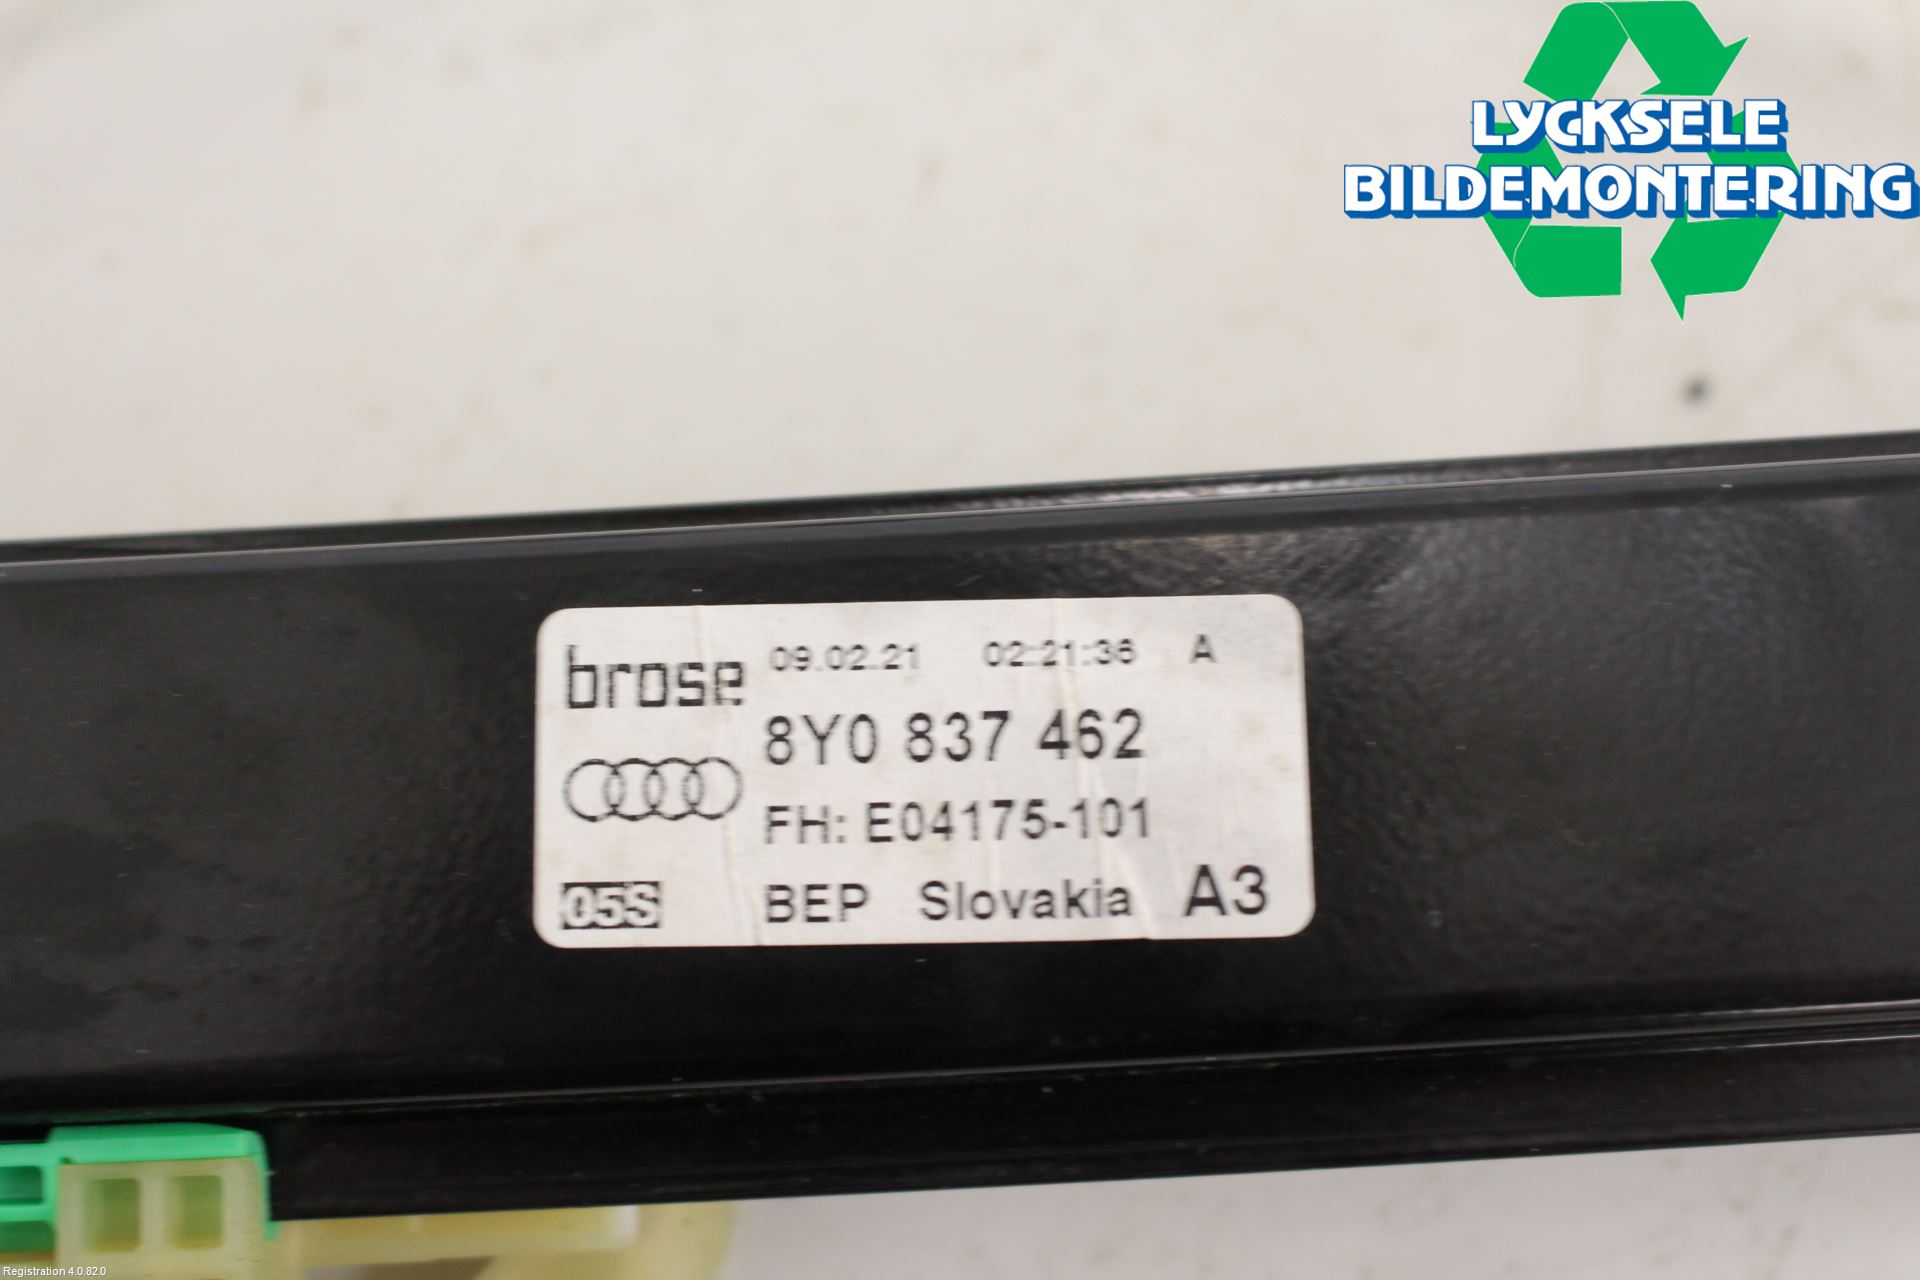 LYCKSELE
BILDEMONTERING
brose 09.02.21 02:21:36 A
8Y0 837 462
FH: E04175-101
05S BEP Slovakia A3
Registration 4.0.82.0